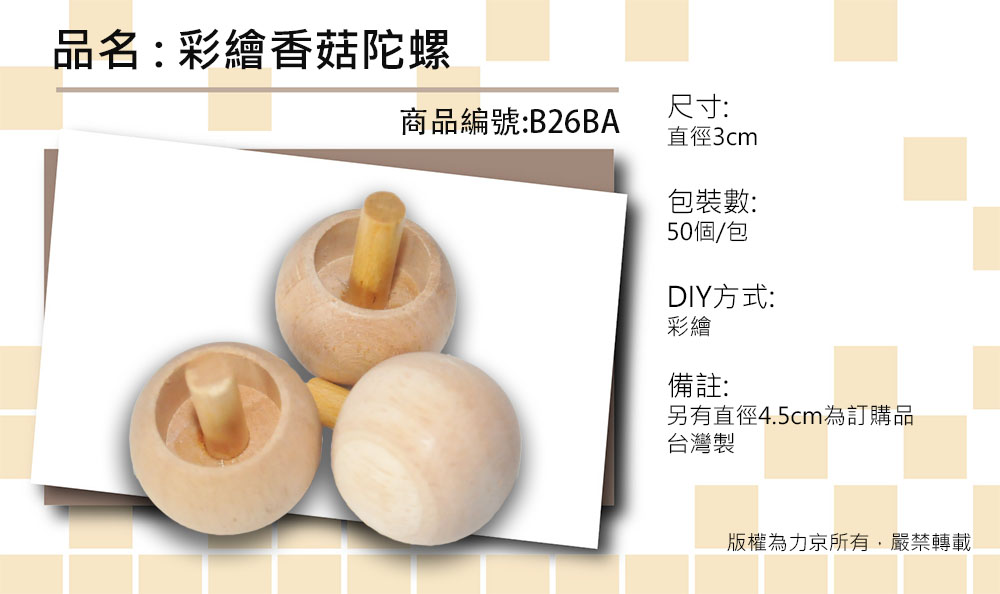 品名 : 彩繪香菇陀螺
商品編號:B26BA
尺寸:
直徑3cm
包裝數:
50個/包
DIY方式:
彩繪
備註:
另有直徑4.5cm為訂購品
台灣製
版權為力京所有，嚴禁轉載